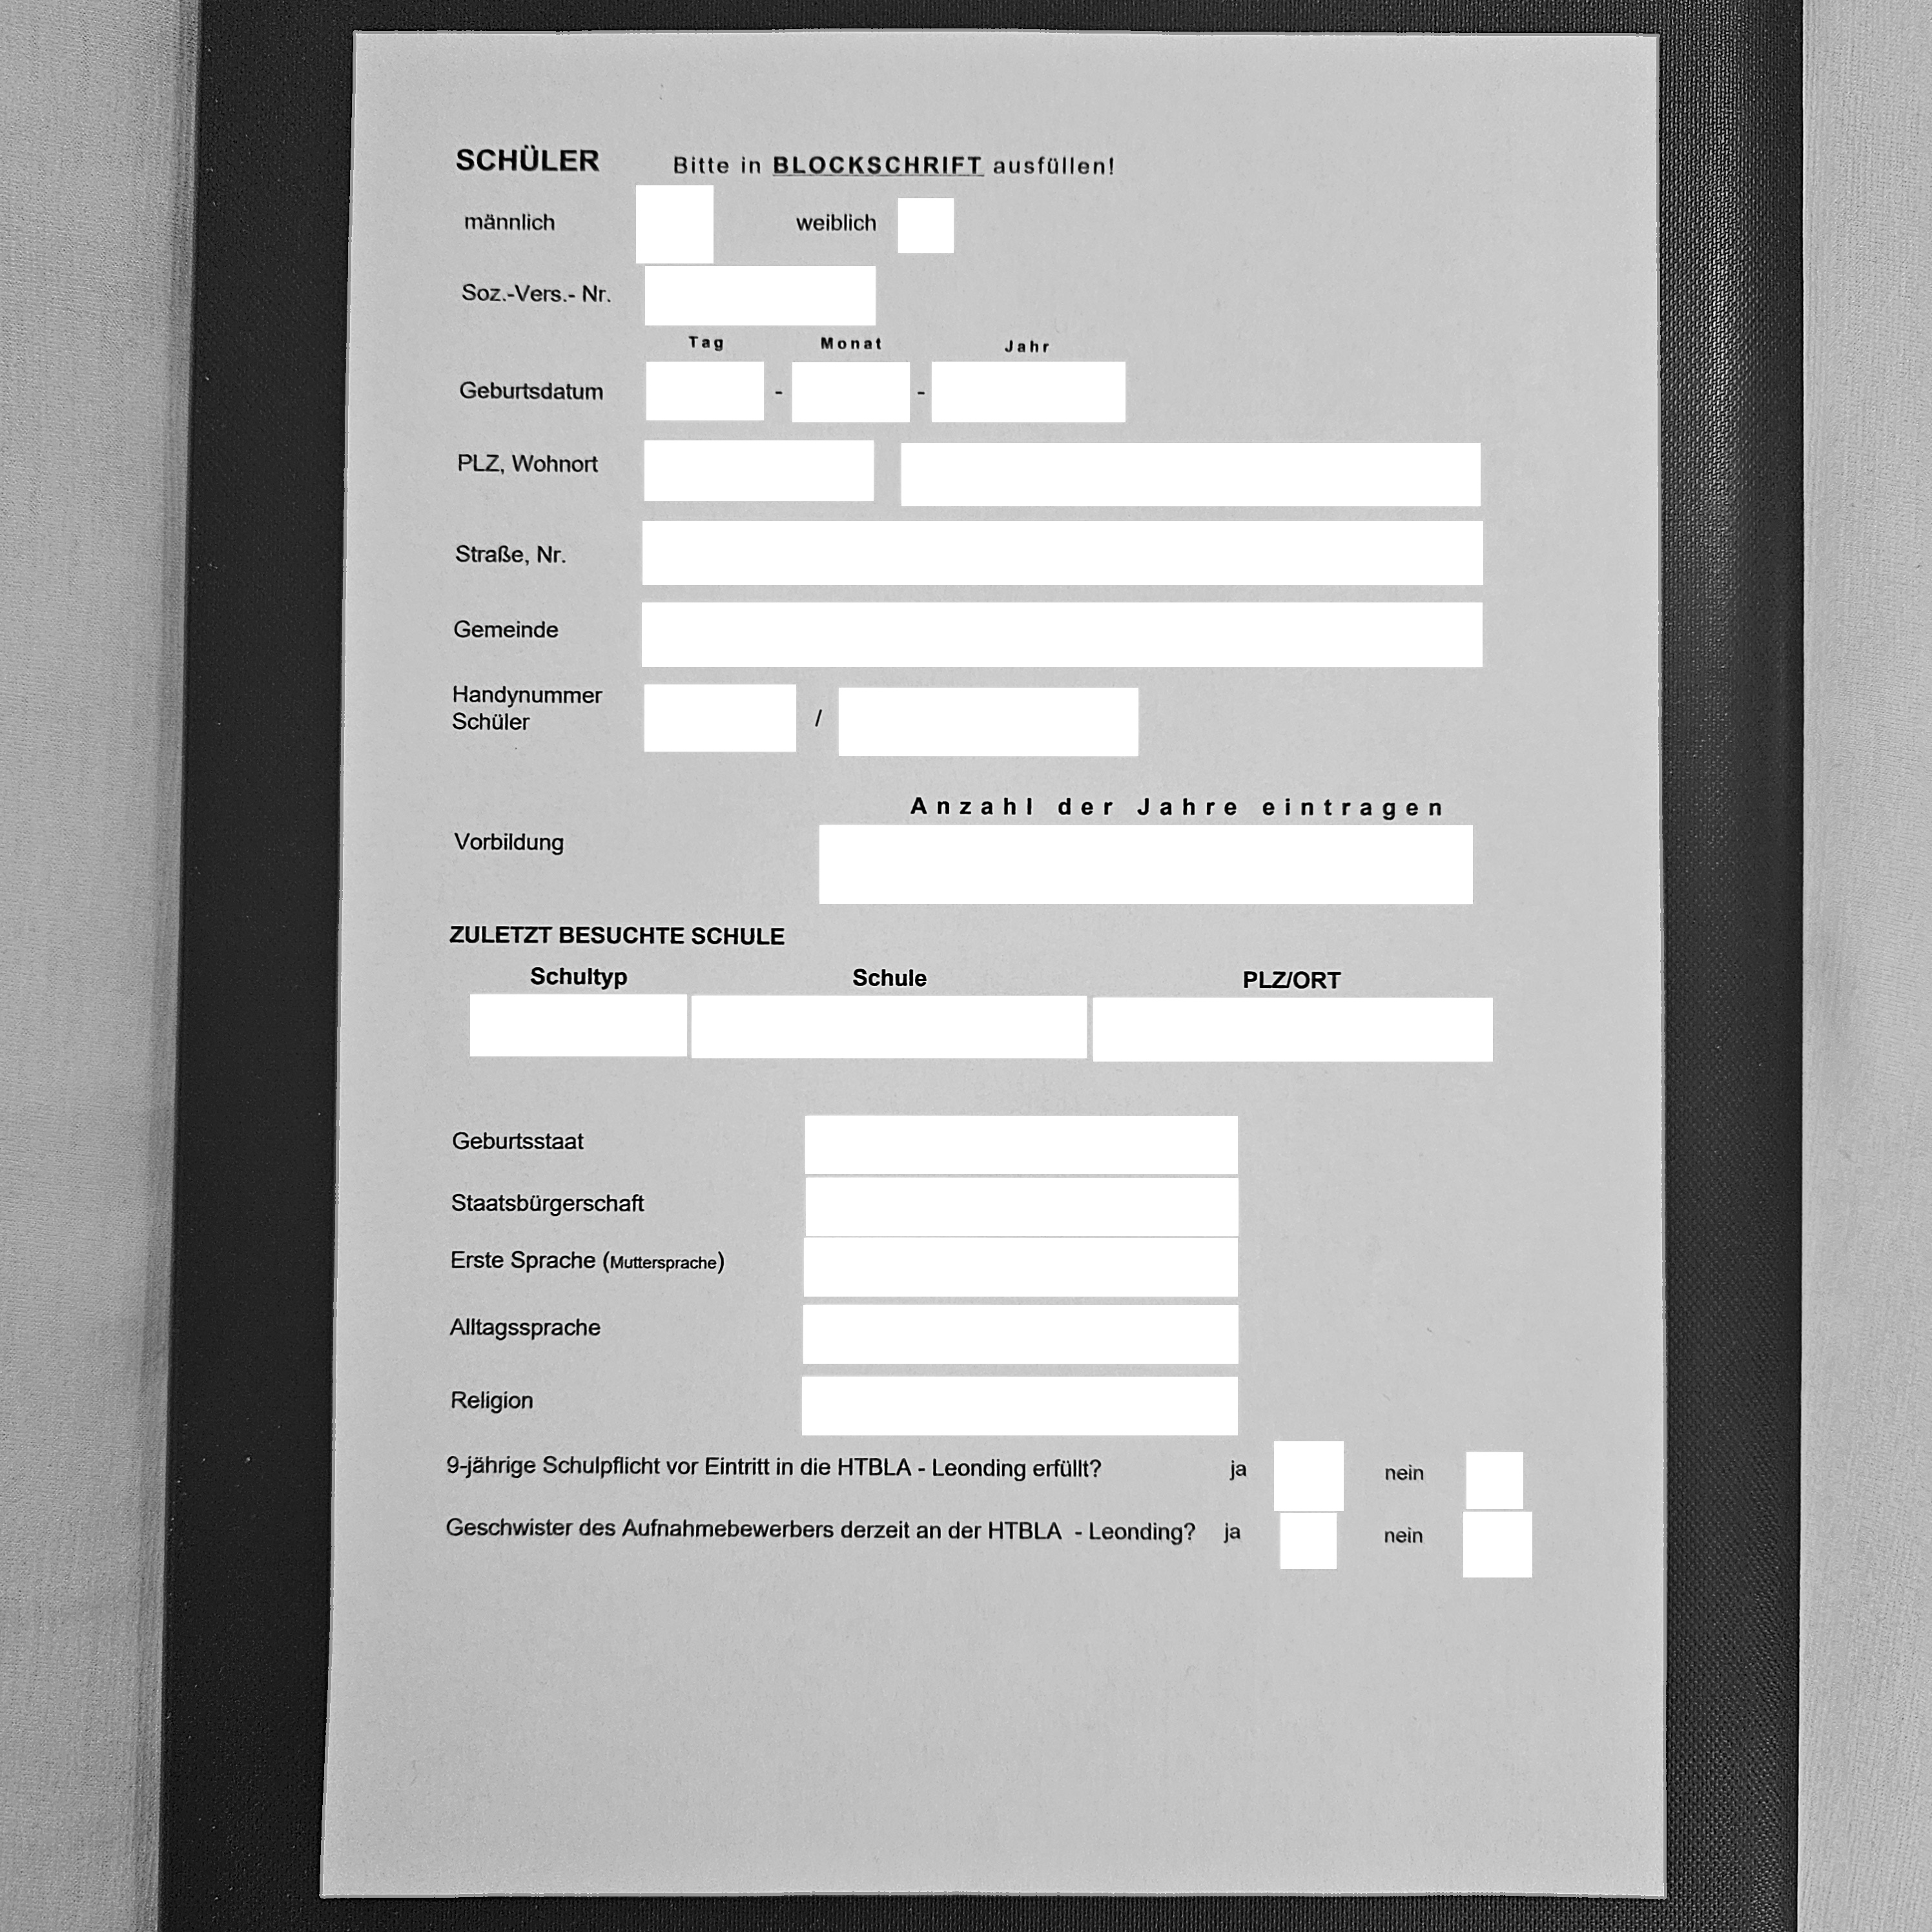 SCHÜLER Bitte in BLOCKSCHRIFT ausfüllen!
männlich weiblich
Soz.-Vers.- Nr.
Tag Monat Jahr
Geburtsdatum - -
PLZ, Wohnort
Straße, Nr.
Gemeinde
Handynummer
Schüler /
Anzahl der Jahre eintragen
Vorbildung
ZULETZT BESUCHTE SCHULE
Schultyp Schule PLZ/ORT
Geburtsstaat
Staatsbürgerschaft
Erste Sprache (Muttersprache)
Alltagssprache
Religion
9-jährige Schulpflicht vor Eintritt in die HTBLA - Leonding erfüllt? ja nein
Geschwister des Aufnahmebewerbers derzeit an der HTBLA - Leonding? ja nein